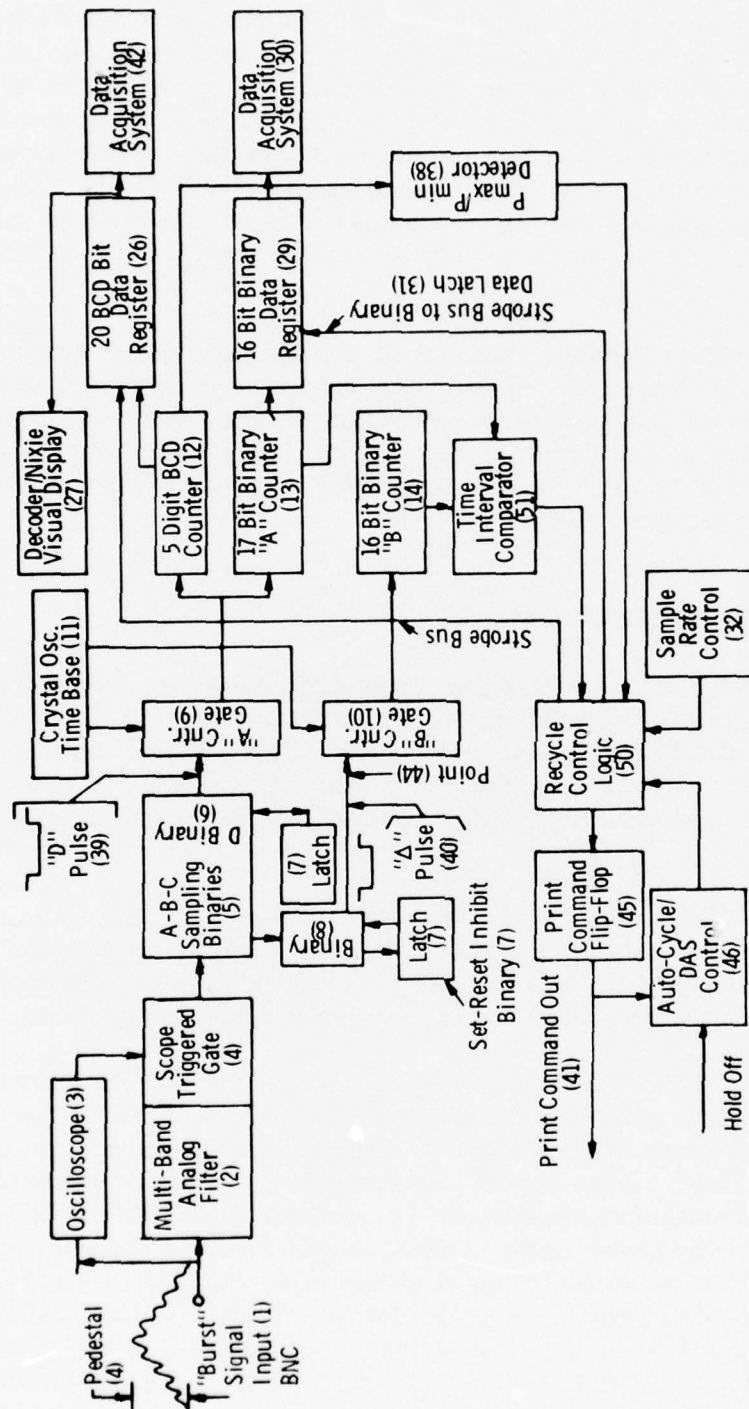 Pedestal
(4)
"Burst"
Signal
Input (1)
BNC
Oscilloscope (3)
Multi-Band
Analog
Filter
(2)
Scope
Triggered
Gate
(4)
"D"
Pulse
(39)
A-B-C
Sampling
Binaries
(5)
D Binary
(6)
(7)
Latch
Binary
(8)
Latch
(7)
Set-Reset Inhibit
Binary (7)
"Δ"
Pulse
(40)
Point (44)
Crystal Osc.
Time Base (11)
"A" Cntr.
Gate (9)
"B" Cntr.
Gate (10)
Strobe Bus
Decoder/Nixie
Visual Display
(27)
5 Digit BCD
Counter (12)
17 Bit Binary
"A" Counter
(13)
16 Bit Binary
"B" Counter
(14)
Time
Interval
Comparator
(51)
20 BCD Bit
Data
Register (26)
16 Bit Binary
Data
Register (29)
Strobe Bus to Binary
Data Latch (31)
Data
Acquisition
System (42)
Data
Acquisition
System (30)
P max/P min
Detector (38)
Print Command Out
(41)
Hold Off
Print
Command
Flip-Flop
(45)
Auto-Cycle/
DAS
Control
(46)
Recycle
Control
Logic
(50)
Sample
Rate
Control
(32)